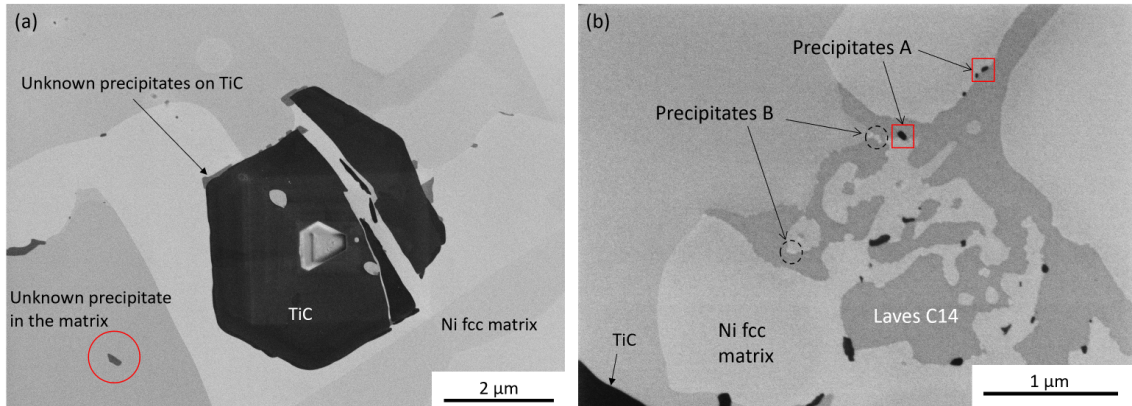 (a)
Unknown precipitates on TiC
Unknown precipitate
in the matrix
TiC
Ni fcc matrix
2 µm
(b)
Precipitates A
Precipitates B
Laves C14
Ni fcc
matrix
TiC
1 µm